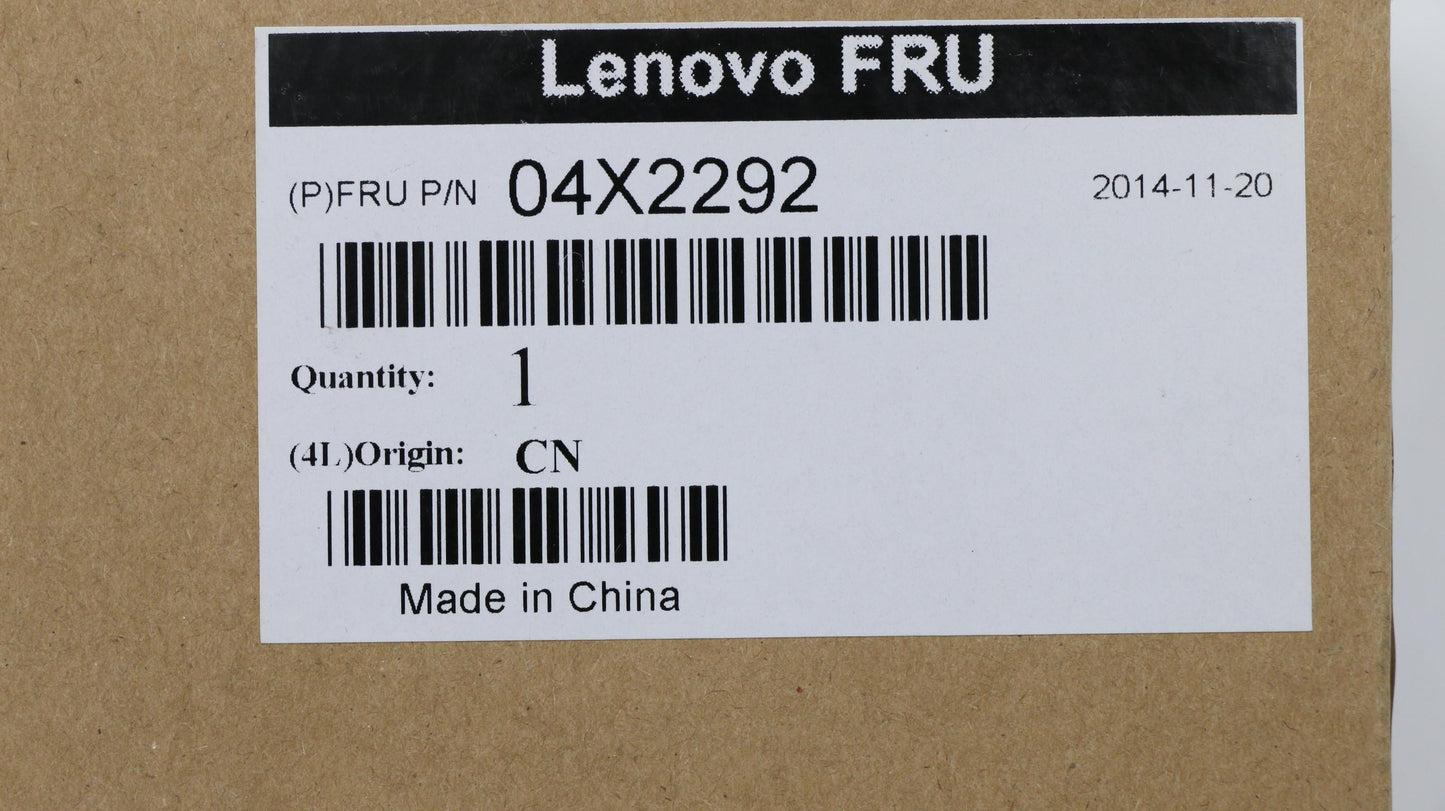 Lenovo FRU
(P)FRU P/N 04X2292 2014-11-20
Quantity: 1
(4L)Origin: CN
Made in China